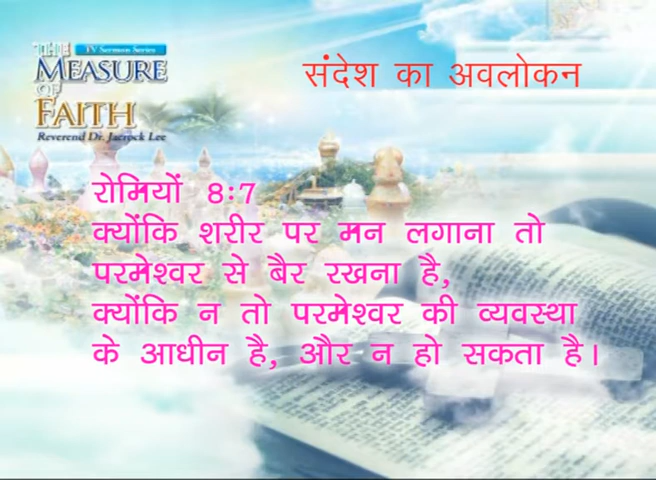 THE TV Sermon Series
MEASURE
OF
FAITH
Reverend Dr. Jaerock Lee
संदेश का अवलोकन
रोमियों 8:7
क्योंकि शरीर पर मन लगाना तो
परमेश्वर से बैर रखना है,
क्योंकि न तो परमेश्वर की व्यवस्था
के आधीन है, और न हो सकता है।